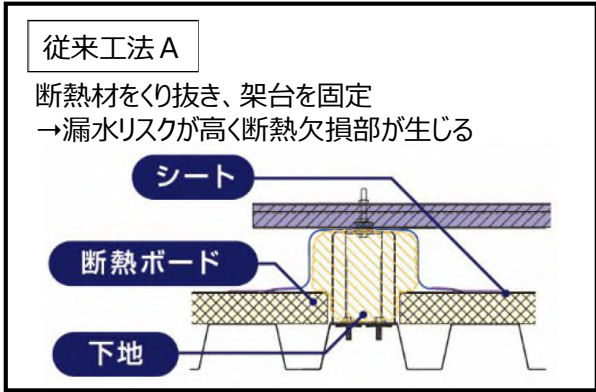 従来工法A
断熱材をくり抜き、架台を固定
→漏水リスクが高く断熱欠損部が生じる
シート
断熱ボード
下地